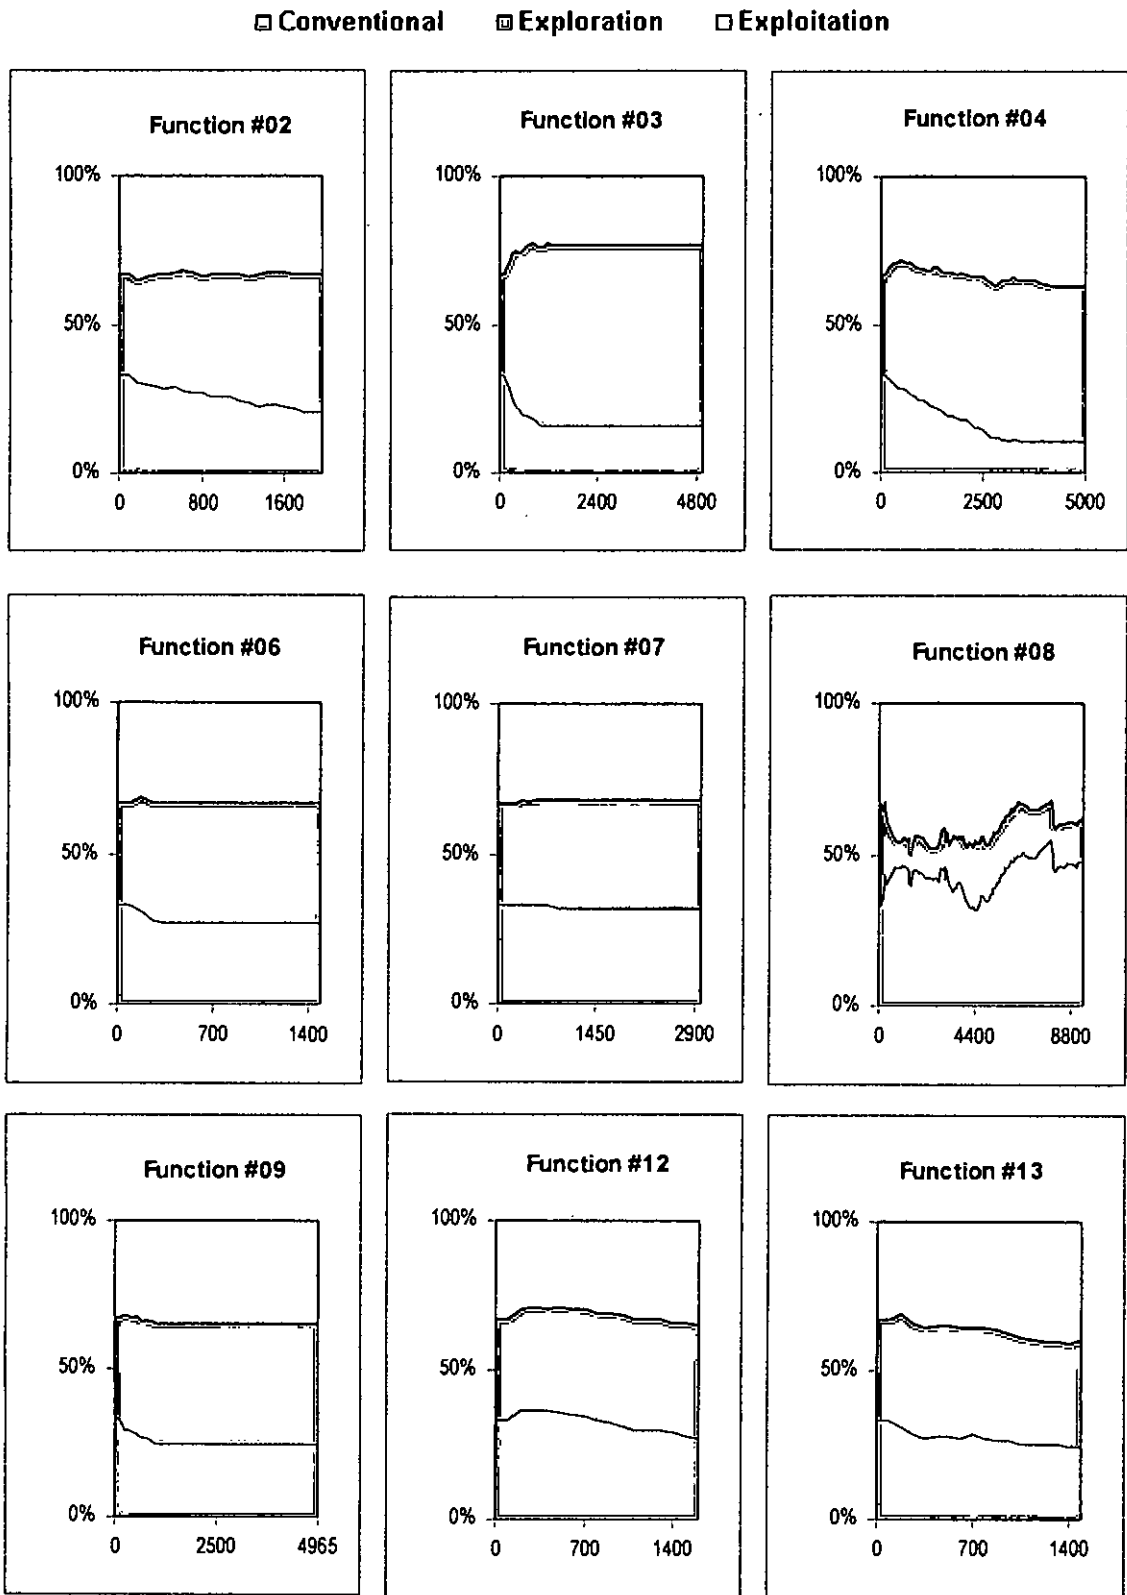 Conventional Exploration Exploitation
Function #02
100%
50%
0%
0 800 1600
Function #03
100%
50%
0%
0 2400 4800
Function #04
100%
50%
0%
0 2500 5000
Function #06
100%
50%
0%
0 700 1400
Function #07
100%
50%
0%
0 1450 2900
Function #08
100%
50%
0%
0 4400 8800
Function #09
100%
50%
0%
0 2500 4965
Function #12
100%
50%
0%
0 700 1400
Function #13
100%
50%
0%
0 700 1400